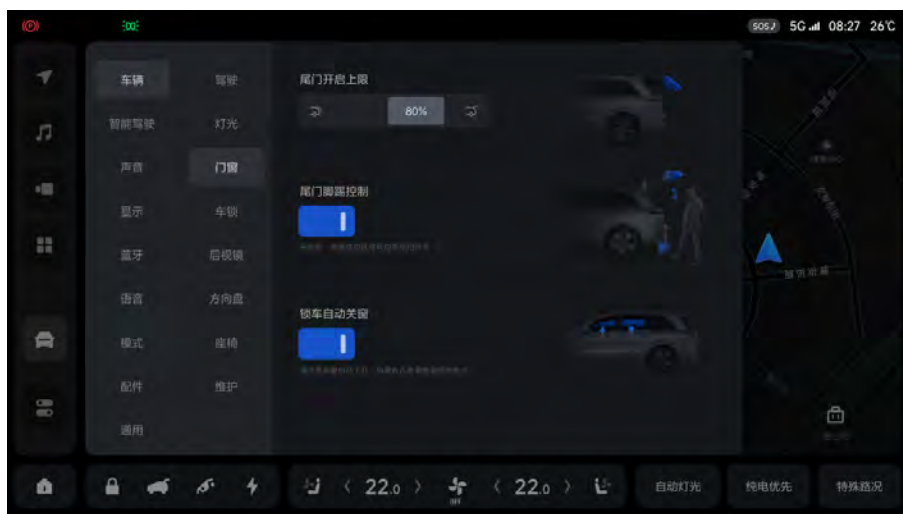 SOS 5G 08:27 26℃
车辆 驾驶
智能驾驶 灯光
声音 门窗
显示 车锁
蓝牙 后视镜
语音 方向盘
模式 座椅
配件 维护
通用
尾门开启上限
80%
尾门脚踢控制
锁车自动关窗
22.0 OFF 22.0
自动灯光 纯电优先 特殊路况